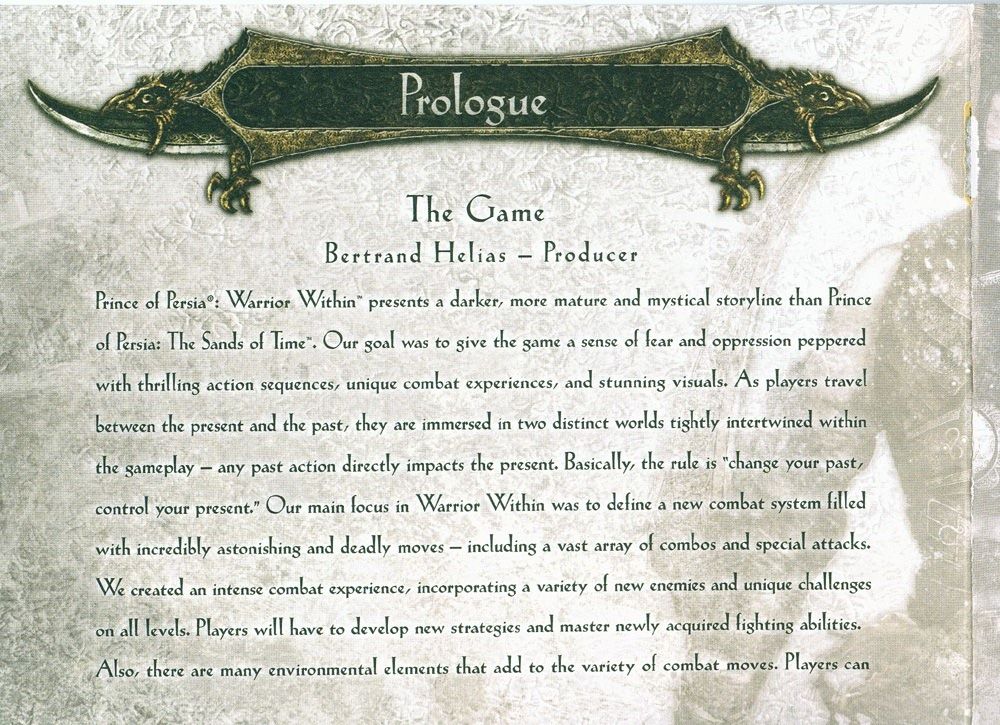 Prologue
The Game
Bertrand Helias – Producer
Prince of Persia®: Warrior Within™ presents a darker, more mature and mystical storyline than Prince
of Persia: The Sands of Time™. Our goal was to give the game a sense of fear and oppression peppered
with thrilling action sequences, unique combat experiences, and stunning visuals. As players travel
between the present and the past, they are immersed in two distinct worlds tightly intertwined within
the gameplay – any past action directly impacts the present. Basically, the rule is "change your past,
control your present." Our main focus in Warrior Within was to define a new combat system filled
with incredibly astonishing and deadly moves – including a vast array of combos and special attacks.
We created an intense combat experience, incorporating a variety of new enemies and unique challenges
on all levels. Players will have to develop new strategies and master newly acquired fighting abilities.
Also, there are many environmental elements that add to the variety of combat moves. Players can